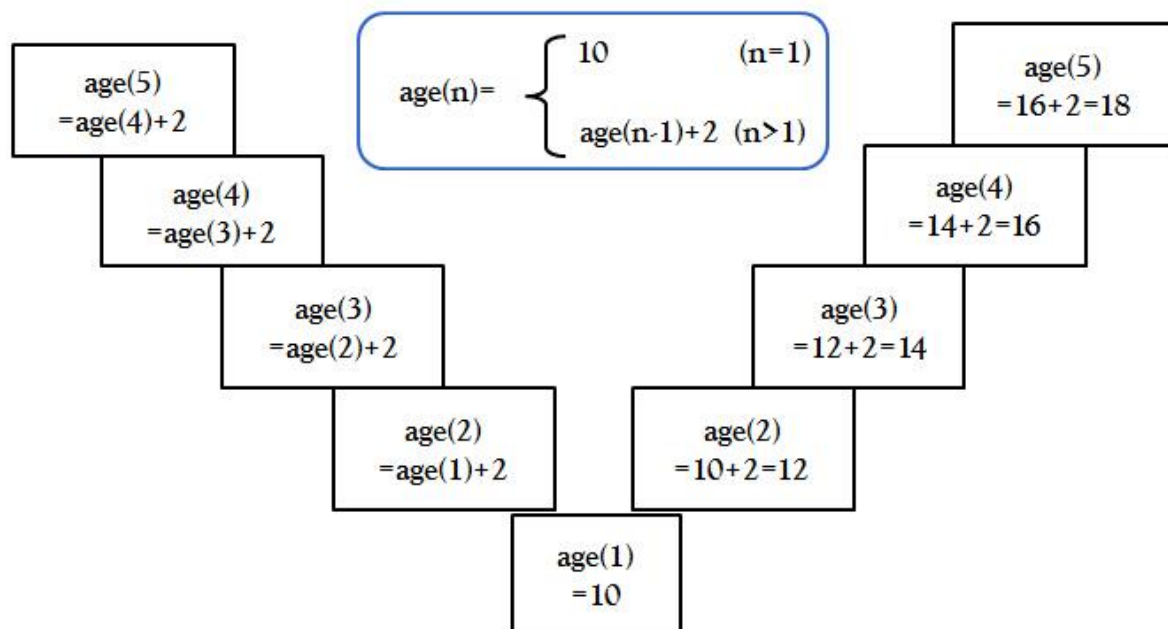 age(n)=
10 (n=1)
age(n-1)+2 (n>1)
age(5)
=age(4)+2
age(4)
=age(3)+2
age(3)
=age(2)+2
age(2)
=age(1)+2
age(1)
=10
age(2)
=10+2=12
age(3)
=12+2=14
age(4)
=14+2=16
age(5)
=16+2=18